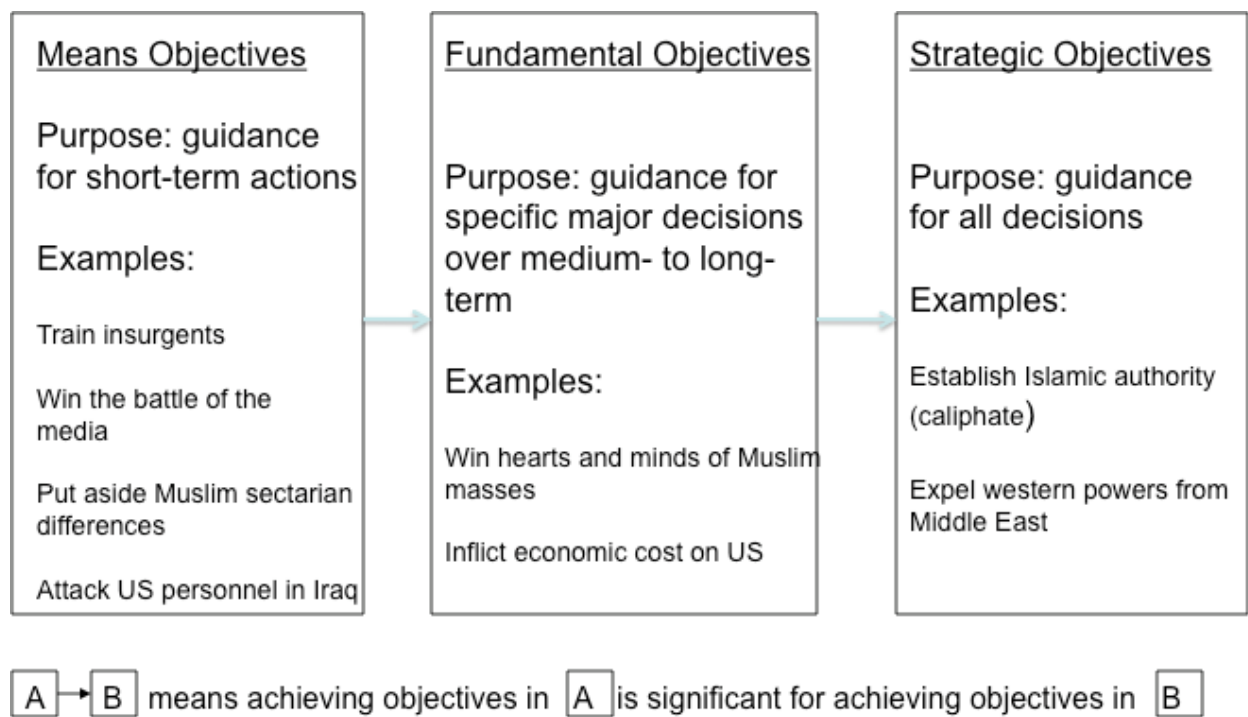 Means Objectives
Purpose: guidance
for short-term actions
Examples:
Train insurgents
Win the battle of the
media
Put aside Muslim sectarian
differences
Attack US personnel in Iraq
Fundamental Objectives
Purpose: guidance for
specific major decisions
over medium- to long-
term
Examples:
Win hearts and minds of Muslim
masses
Inflict economic cost on US
Strategic Objectives
Purpose: guidance
for all decisions
Examples:
Establish Islamic authority
(caliphate)
Expel western powers from
Middle East
A B means achieving objectives in A is significant for achieving objectives in B